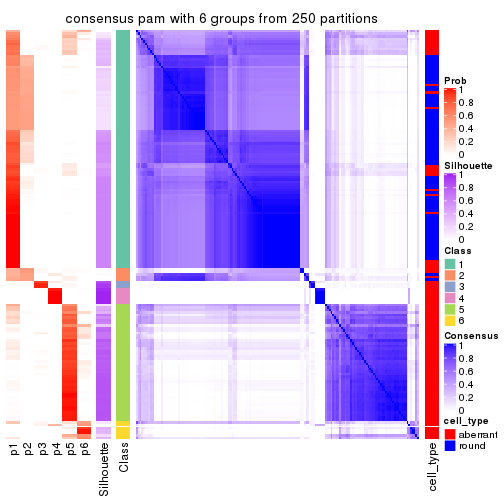 consensus pam with 6 groups from 250 partitions
Prob
1
0.8
0.6
0.4
0.2
0
Silhouette
1
0.8
0.6
0.4
0.2
0
Class
1
2
3
4
5
6
Consensus
1
0.8
0.6
0.4
0.2
0
cell_type
aberrant
round
p1
p2
p3
p4
p5
p6
Silhouette
Class
cell_type